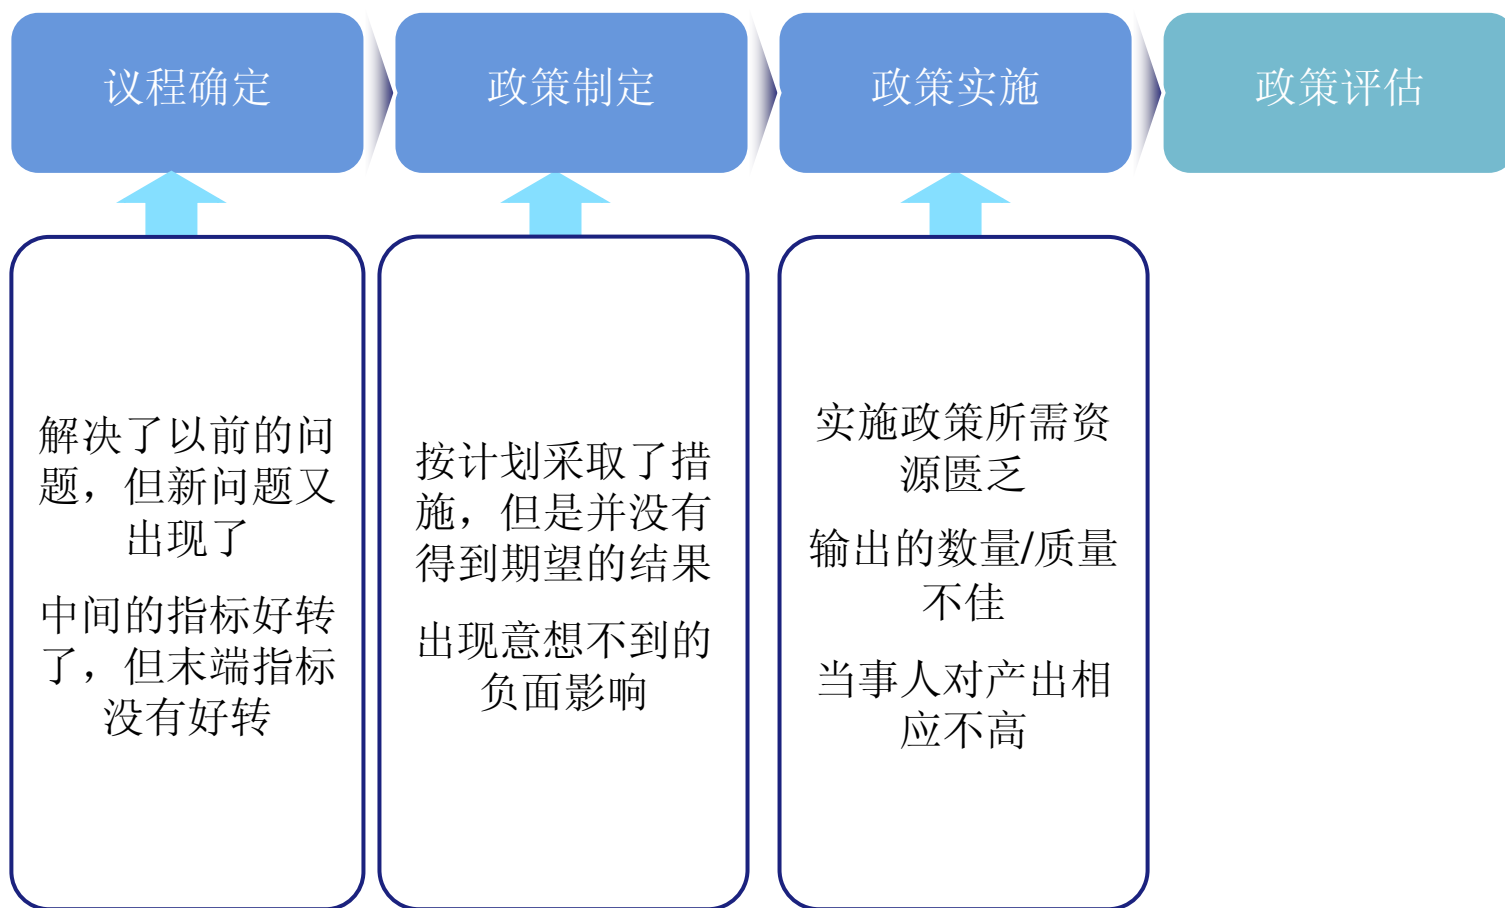 议程确定
政策制定
政策实施
政策评估
解决了以前的问
题，但新问题又
出现了
中间的指标好转
了，但末端指标
没有好转
按计划采取了措
施，但是并没有
得到期望的结果
出现意想不到的
负面影响
实施政策所需资
源匮乏
输出的数量/质量
不佳
当事人对产出相
应不高